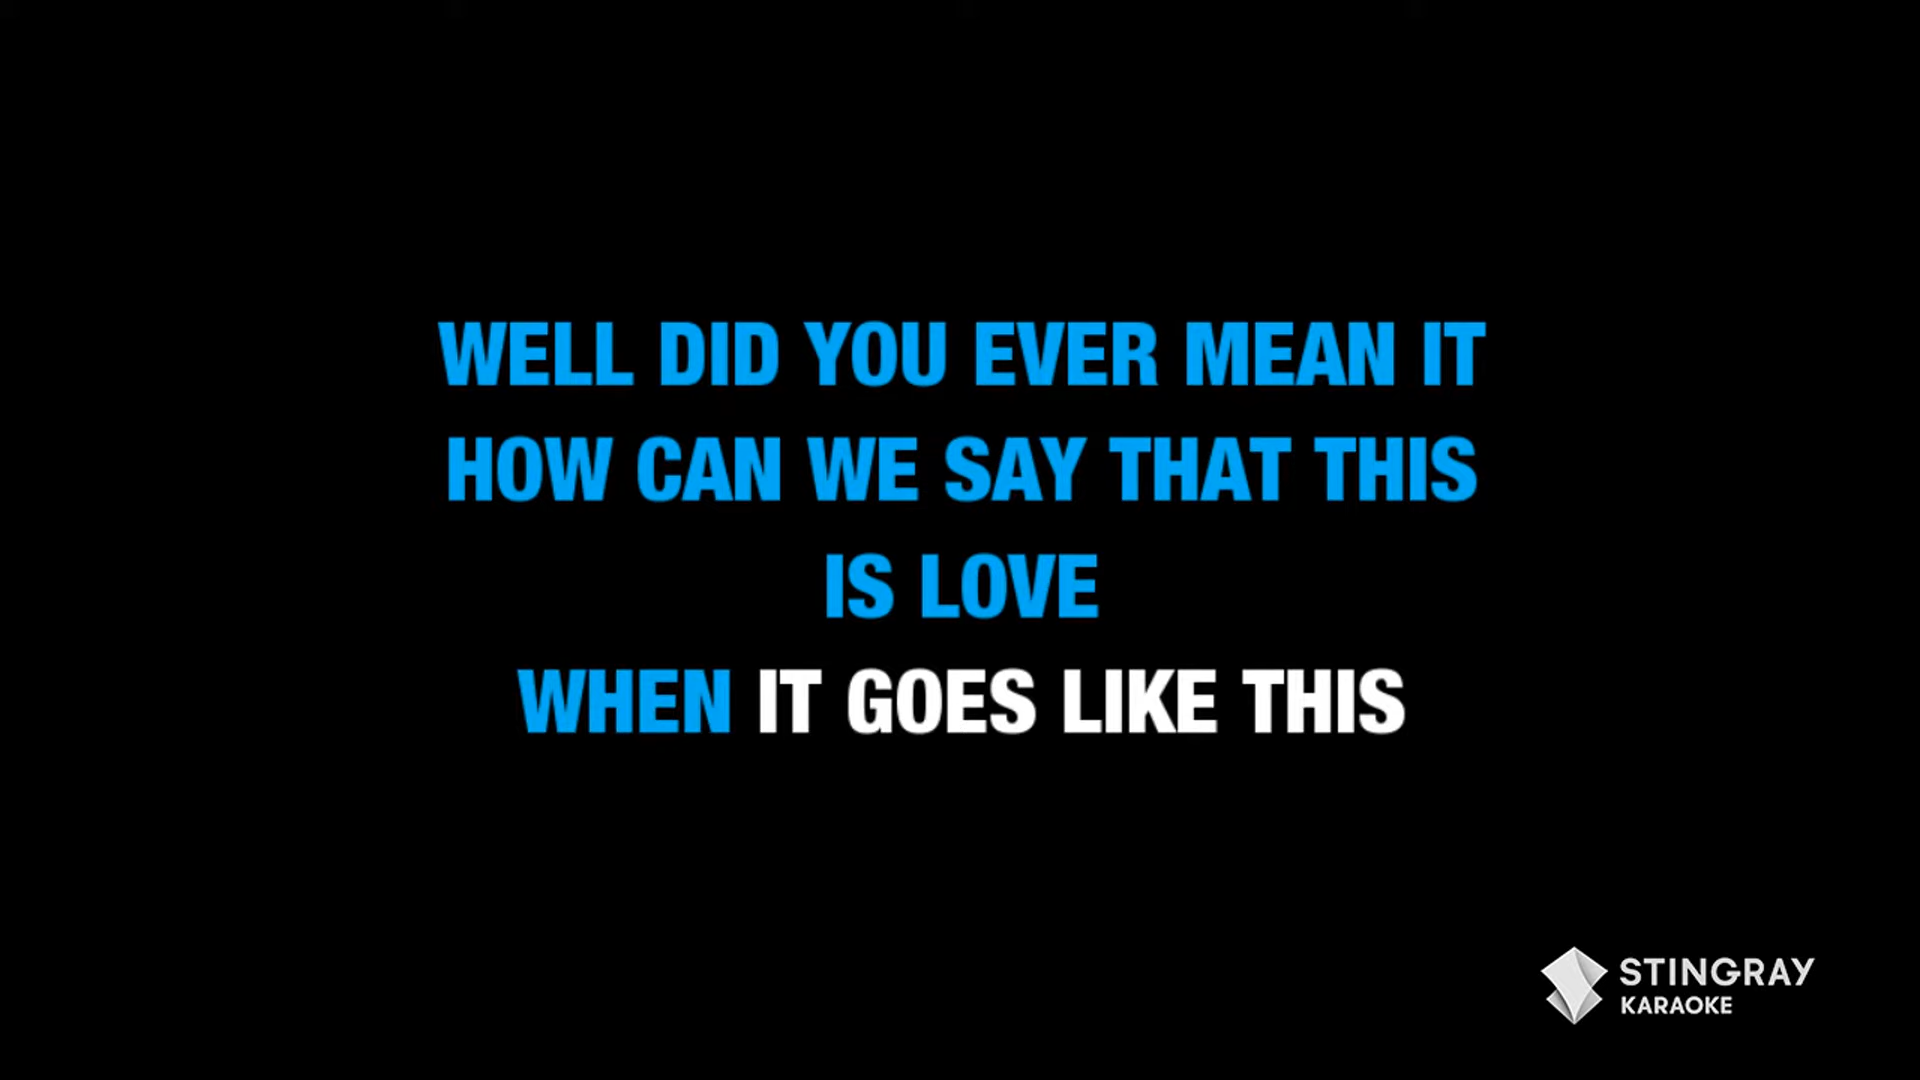 WELL DID YOU EVER MEAN IT
HOW CAN WE SAY THAT THIS
IS LOVE
WHEN IT GOES LIKE THIS
STINGRAY
KARAOKE